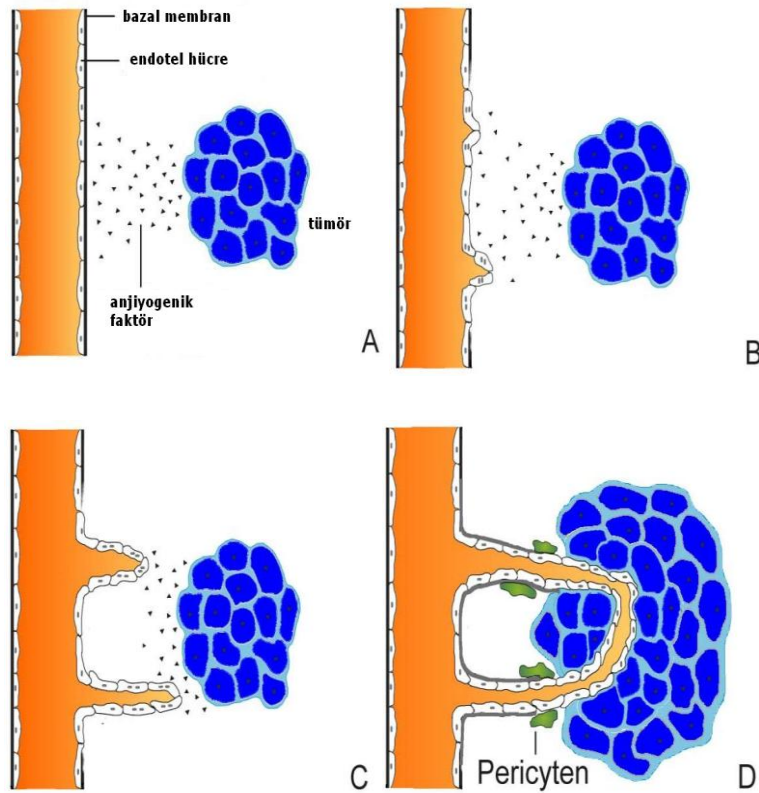 bazal membran
endotel hücre
tümör
anjiyogenik
faktör
A
B
C
Pericyten
D